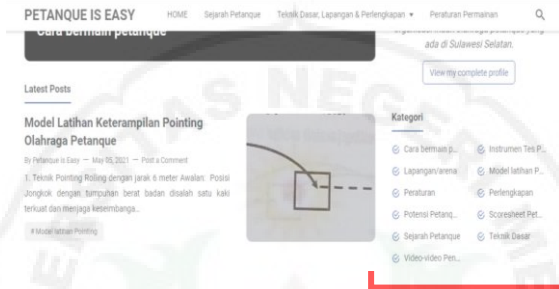 PETANQUE IS EASY
HOME
Sejarah Petanque
Teknik Dasar, Lapangan & Perlengkapan
Peraturan Permainan
Cara bermain petanque
ada di Sulawesi Selatan.
View my complete profile
Latest Posts
Model Latihan Keterampilan Pointing
Olahraga Petanque
By Petanque is Easy — May 05, 2021 — Post a Comment
1. Teknik Pointing Rolling dengan jarak 6 meter Awalan: Posisi
Jongkok dengan tumpuhan berat badan disalah satu kaki
terkuat dan menjaga keseimbanga...
# Model latihan Pointing
Kategori
Cara bermain p...
Instrumen Tes P...
Lapangan/arena
Model latihan P...
Peraturan
Perlengkapan
Potensi Petanq...
Scoresheet Pet...
Sejarah Petanque
Teknik Dasar
Video-video Pen...